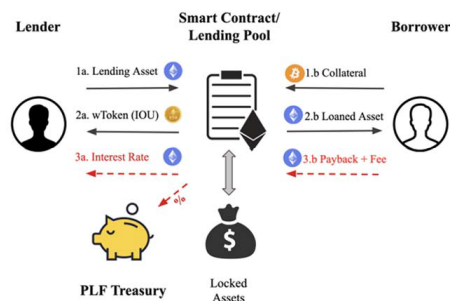 Lender
Smart Contract/
Lending Pool
Borrower
1a. Lending Asset
1.b Collateral
2a. wToken (IOU)
2.b Loaned Asset
3a. Interest Rate
3.b Payback + Fee
%
$
PLF Treasury
Locked
Assets